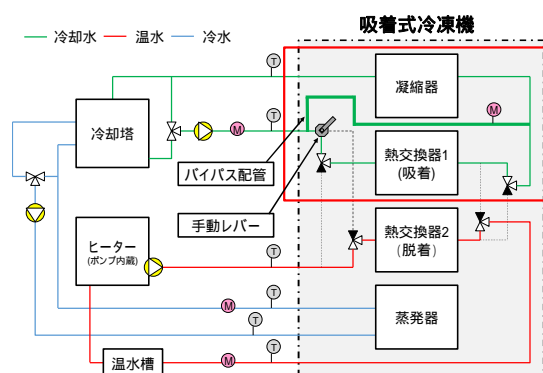 吸着式冷凍機
冷却水
温水
冷水
T
凝縮器
T
M
冷却塔
M
熱交換器1
(吸着)
バイパス配管
手動レバー
熱交換器2
(脱着)
ヒーター
(ポンプ内蔵)
T
T
M
蒸発器
T
T
M
温水槽